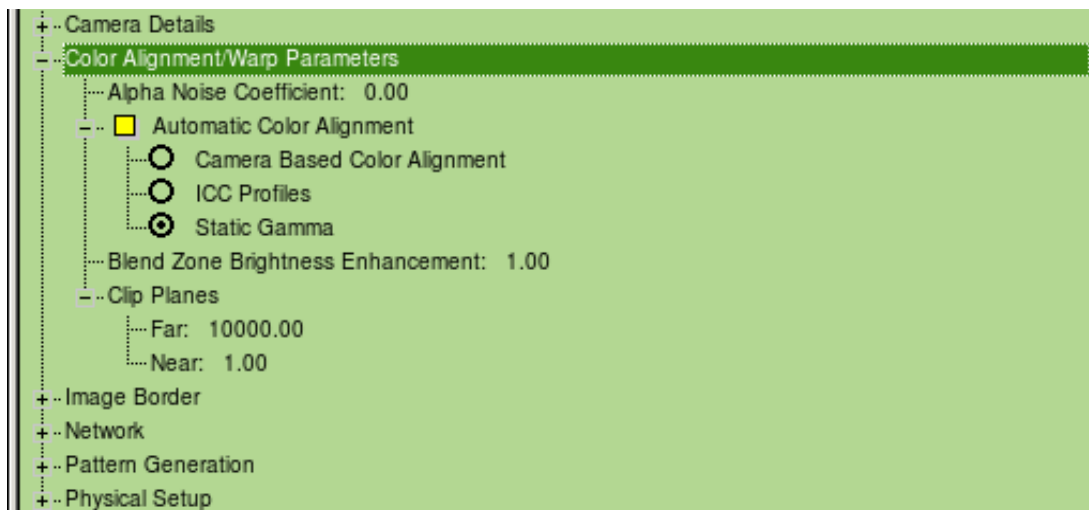 Camera Details
Color Alignment/Warp Parameters
Alpha Noise Coefficient: 0.00
Automatic Color Alignment
Camera Based Color Alignment
ICC Profiles
Static Gamma
Blend Zone Brightness Enhancement: 1.00
Clip Planes
Far: 10000.00
Near: 1.00
Image Border
Network
Pattern Generation
Physical Setup